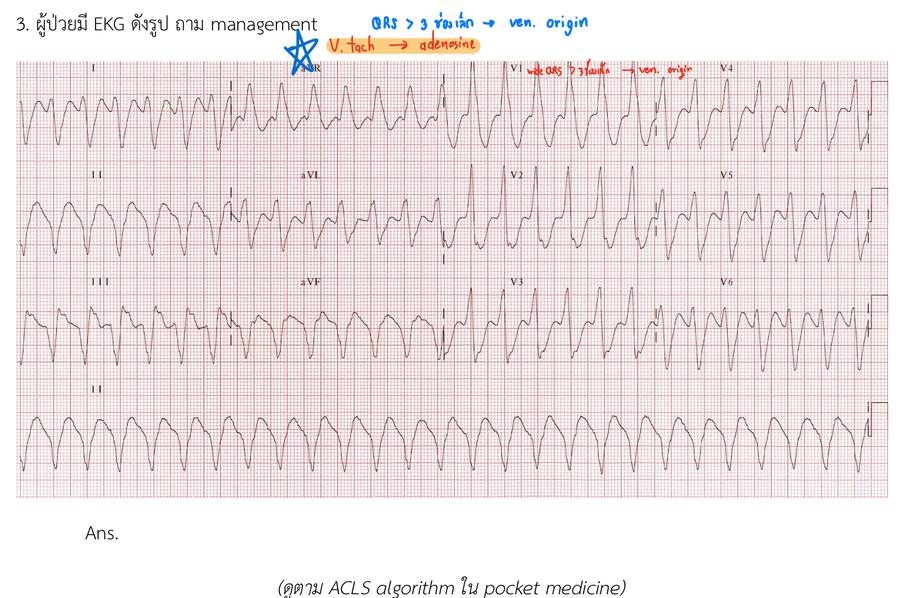 3. ผู้ป่วยมี EKG ดังรูป ถาม management
QRS > 3 ช่องเล็ก → ven. origin
V. tach → adenosine
I
aVR
V1
wide QRS > 3 ช่องเล็ก → ven. origin
V4
II
aVL
V2
V5
III
aVF
V3
V6
II
Ans.
(ดูตาม ACLS algorithm ใน pocket medicine)